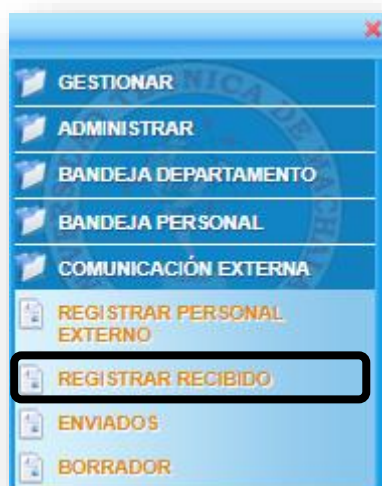 GESTIONAR
ADMINISTRAR
BANDEJA DEPARTAMENTO
BANDEJA PERSONAL
COMUNICACIÓN EXTERNA
REGISTRAR PERSONAL
EXTERNO
REGISTRAR RECIBIDO
ENVIADOS
BORRADOR